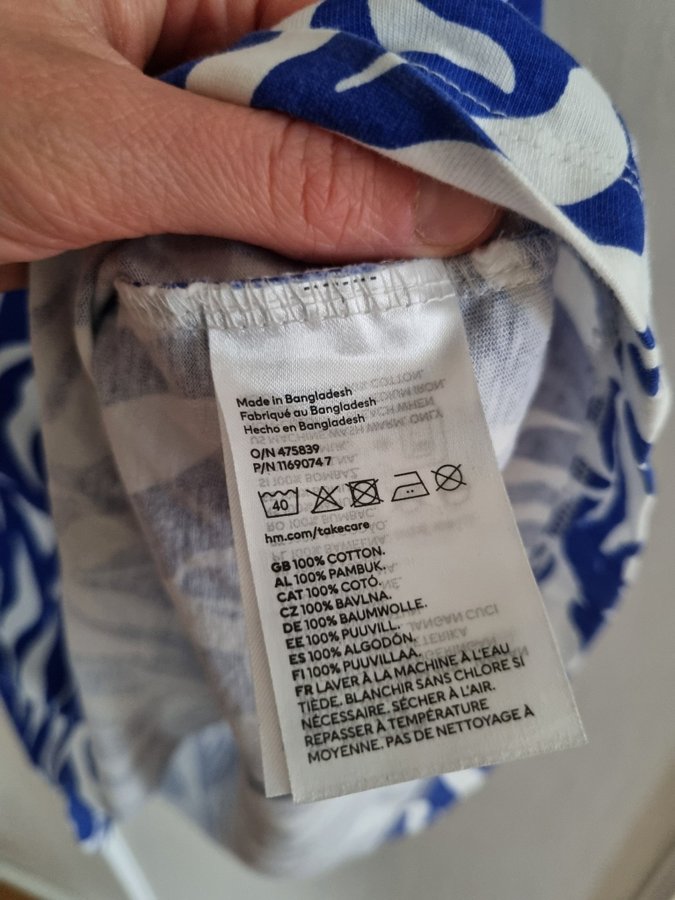 Made in Bangladesh
Fabriqué au Bangladesh
Hecho en Bangladesh
O/N 475839
P/N 1169074 7
40
hm.com/takecare
GB 100% COTTON.
AL 100% PAMBUK.
CAT 100% COTÓ.
CZ 100% BAVLNA.
DE 100% BAUMWOLLE.
EE 100% PUUVILL.
ES 100% ALGODÓN.
FI 100% PUUVILLAA.
FR LAVER À LA MACHINE À L'EAU
TIÈDE. BLANCHIR SANS CHLORE SI
NÉCESSAIRE. SÉCHER À L'AIR.
REPASSER À TEMPÉRATURE
MOYENNE. PAS DE NETTOYAGE À